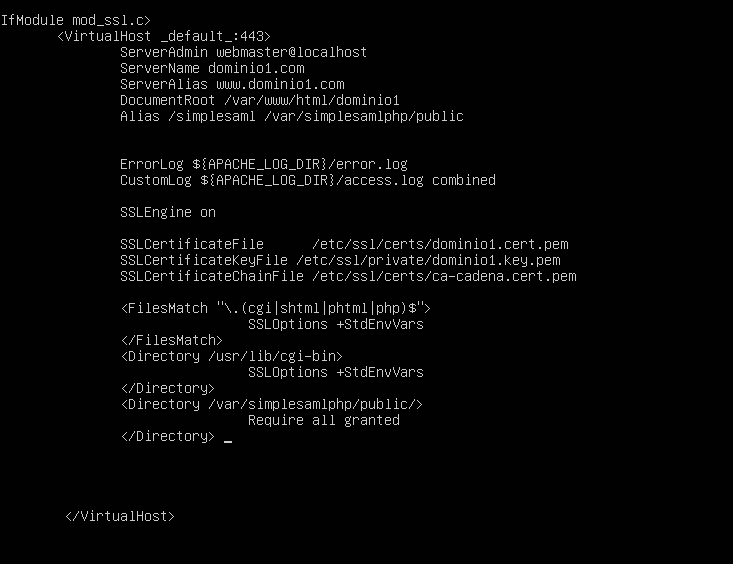 IfModule mod_ssl.c>
<VirtualHost _default_:443>
ServerAdmin webmaster@localhost
ServerName dominio1.com
ServerAlias www.dominio1.com
DocumentRoot /var/www/html/dominio1
Alias /simplesaml /var/simplesamlphp/public
ErrorLog ${APACHE_LOG_DIR}/error.log
CustomLog ${APACHE_LOG_DIR}/access.log combined
SSLEngine on
SSLCertificateFile      /etc/ssl/certs/dominio1.cert.pem
SSLCertificateKeyFile /etc/ssl/private/dominio1.key.pem
SSLCertificateChainFile /etc/ssl/certs/ca-cadena.cert.pem
<FilesMatch "\.(cgi|shtml|phtml|php)$">
SSLOptions +StdEnvVars
</FilesMatch>
<Directory /usr/lib/cgi-bin>
SSLOptions +StdEnvVars
</Directory>
<Directory /var/simplesamlphp/public/>
Require all granted
</Directory> _
</VirtualHost>